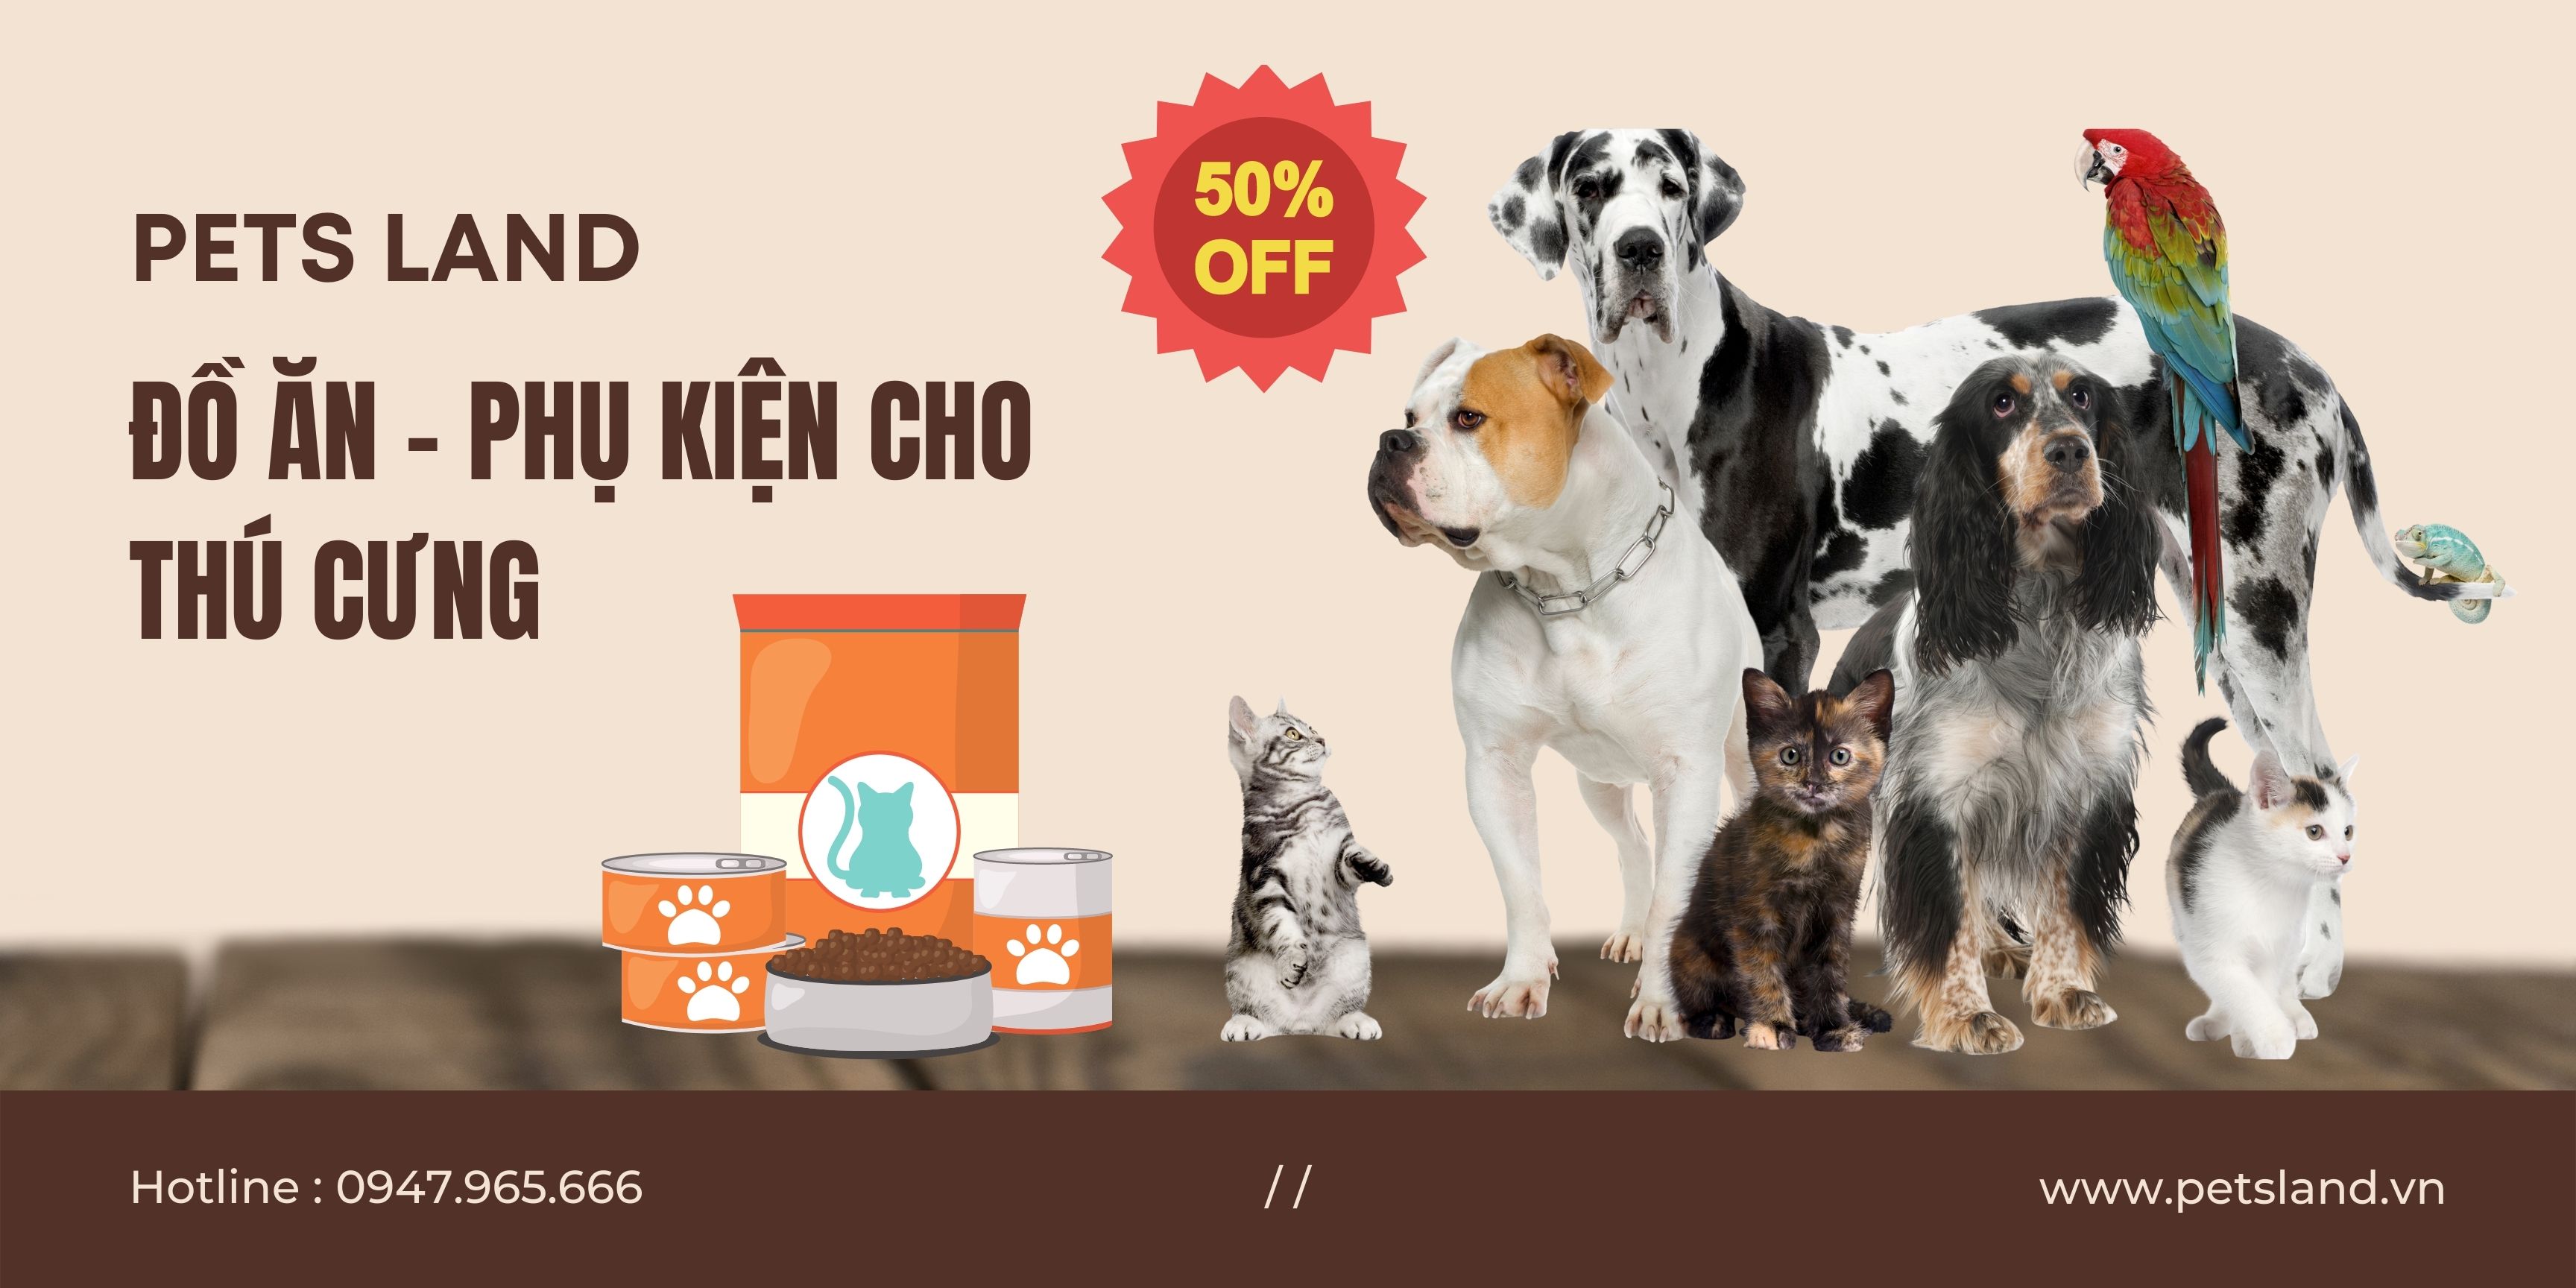 PETS LAND
ĐỒ ĂN - PHỤ KIỆN CHO
THÚ CƯNG
50%
OFF
Hotline : 0947.965.666
//
www.petsland.vn